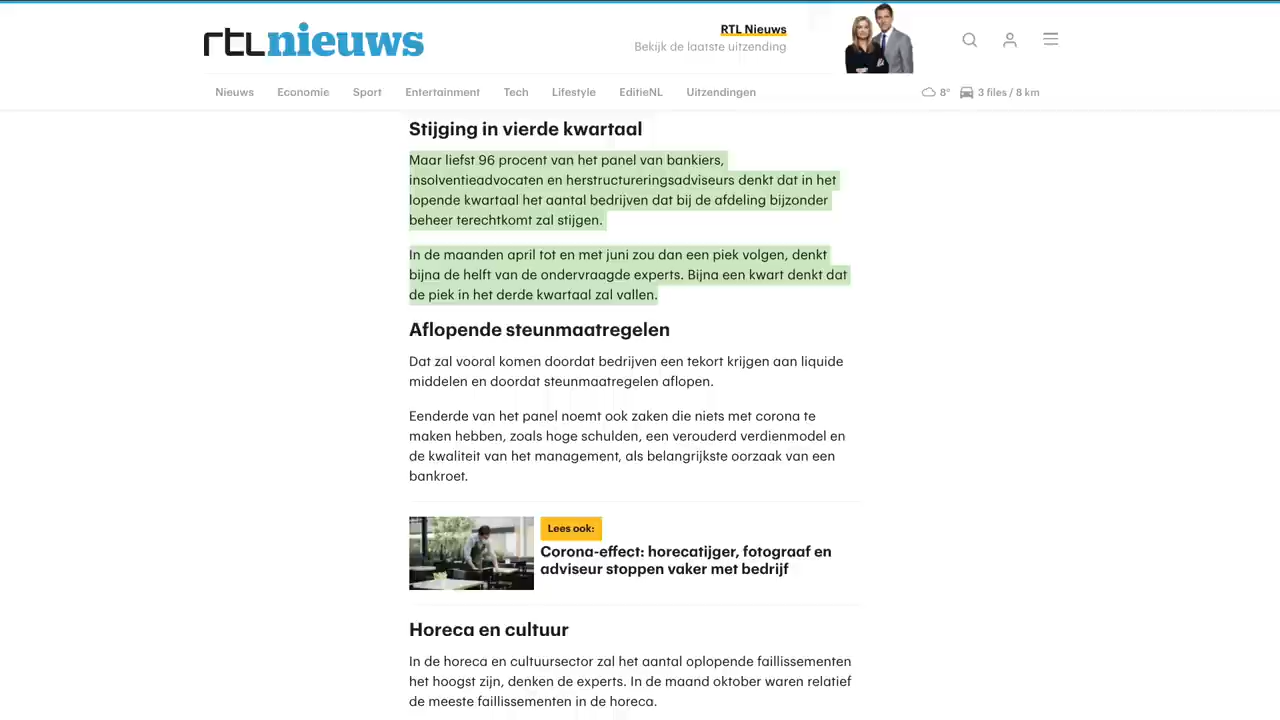 rtlnieuws
RTL Nieuws
Bekijk de laatste uitzending
Nieuws Economie Sport Entertainment Tech Lifestyle EditieNL Uitzendingen 8° 3 files / 8 km
Stijging in vierde kwartaal
Maar liefst 96 procent van het panel van bankiers,
insolventieadvocaten en herstructureringsadviseurs denkt dat in het
lopende kwartaal het aantal bedrijven dat bij de afdeling bijzonder
beheer terechtkomt zal stijgen.
In de maanden april tot en met juni zou dan een piek volgen, denkt
bijna de helft van de ondervraagde experts. Bijna een kwart denkt dat
de piek in het derde kwartaal zal vallen.
Aflopende steunmaatregelen
Dat zal vooral komen doordat bedrijven een tekort krijgen aan liquide
middelen en doordat steunmaatregelen aflopen.
Eenderde van het panel noemt ook zaken die niets met corona te
maken hebben, zoals hoge schulden, een verouderd verdienmodel en
de kwaliteit van het management, als belangrijkste oorzaak van een
bankroet.
Lees ook:
Corona-effect: horecatijger, fotograaf en
adviseur stoppen vaker met bedrijf
Horeca en cultuur
In de horeca en cultuursector zal het aantal oplopende faillissementen
het hoogst zijn, denken de experts. In de maand oktober waren relatief
de meeste faillissementen in de horeca.